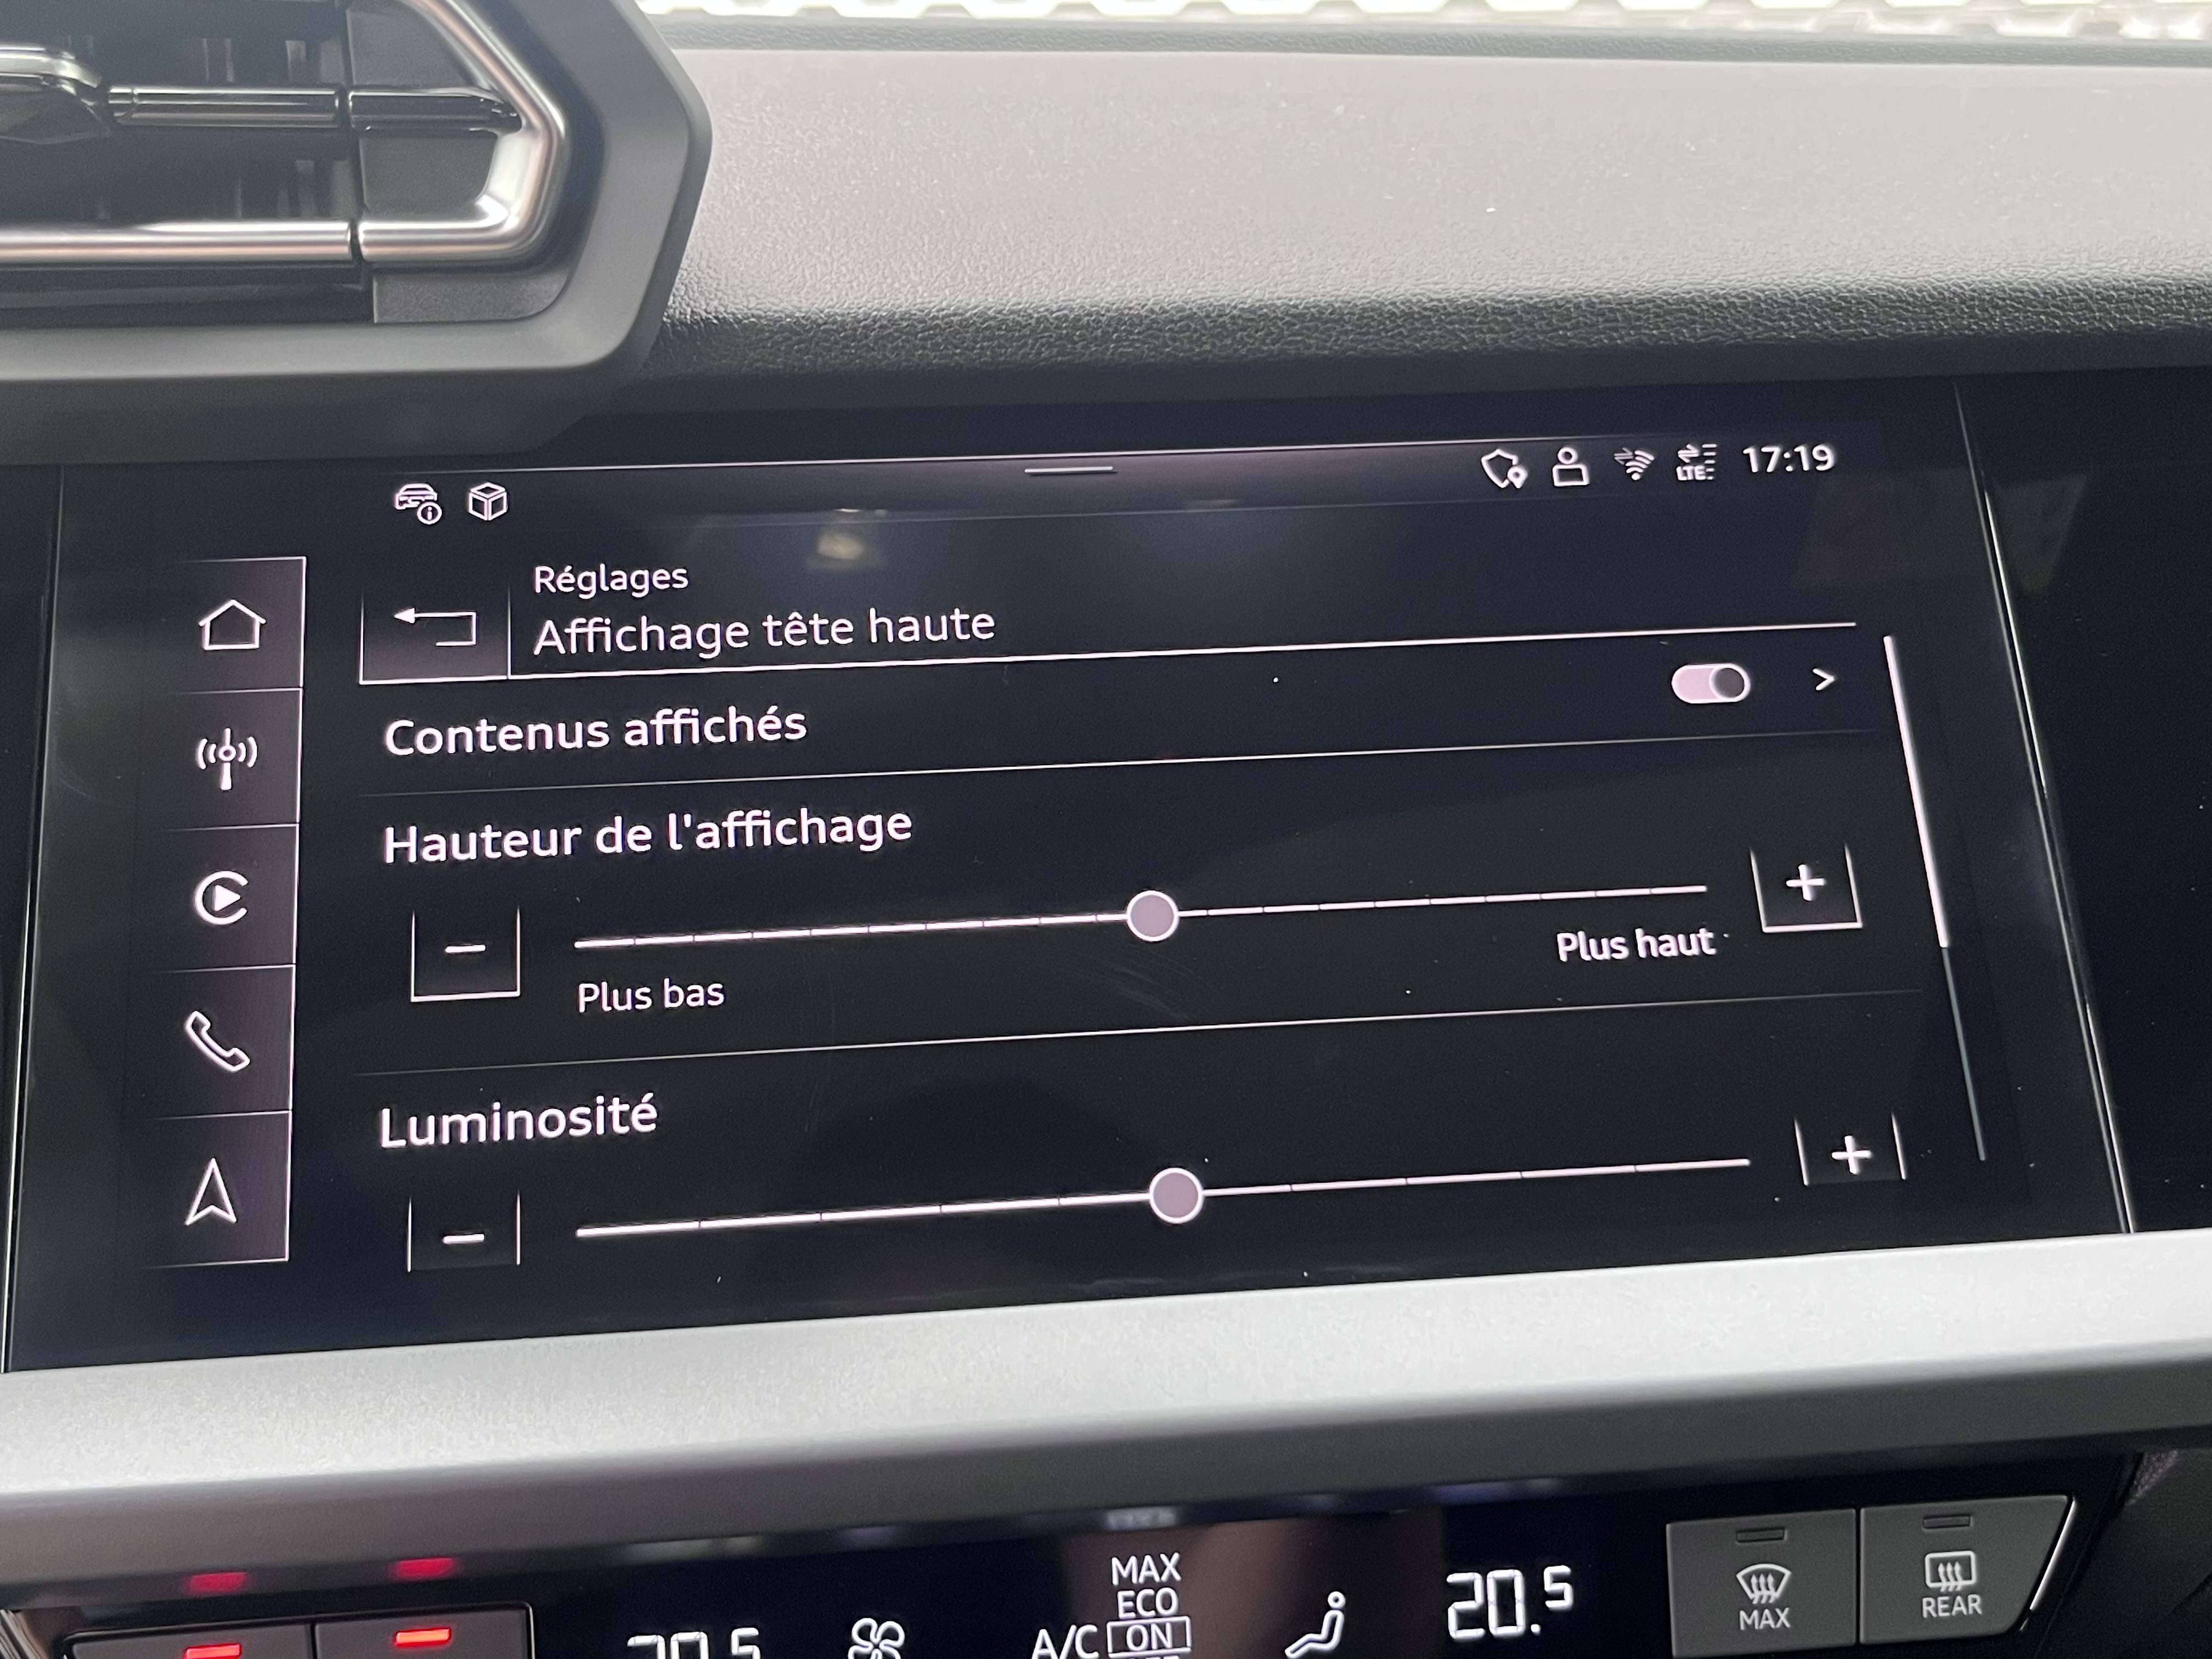 LTE 17:19
Réglages
Affichage tête haute
Contenus affichés >
Hauteur de l'affichage
− +
Plus bas Plus haut
Luminosité
− +
MAX
ECO
A/C ON
20.5
MAX
REAR